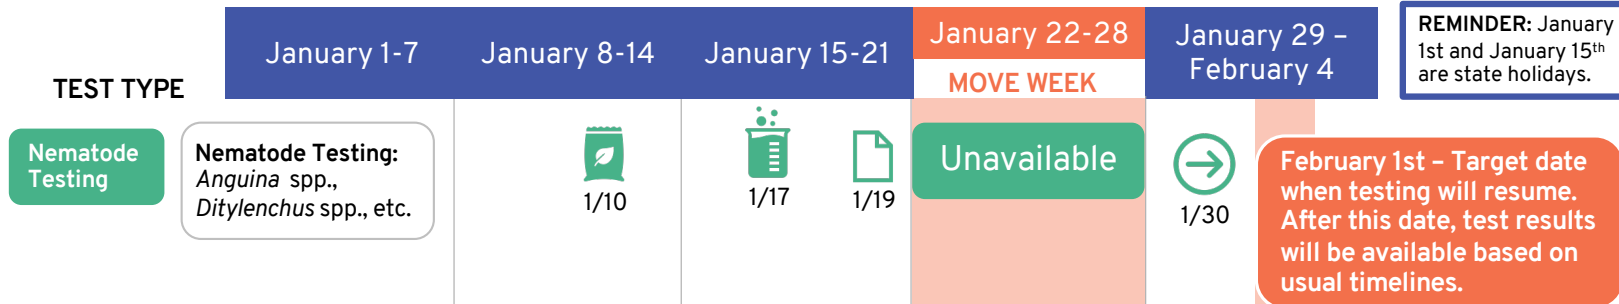 TEST TYPE
January 1-7
January 8-14
January 15-21
January 22-28
MOVE WEEK
January 29 –
February 4
REMINDER: January
1st and January 15th
are state holidays.
Nematode
Testing
Nematode Testing:
Anguina spp.,
Ditylenchus spp., etc.
1/10
1/17
1/19
Unavailable
1/30
February 1st – Target date
when testing will resume.
After this date, test results
will be available based on
usual timelines.